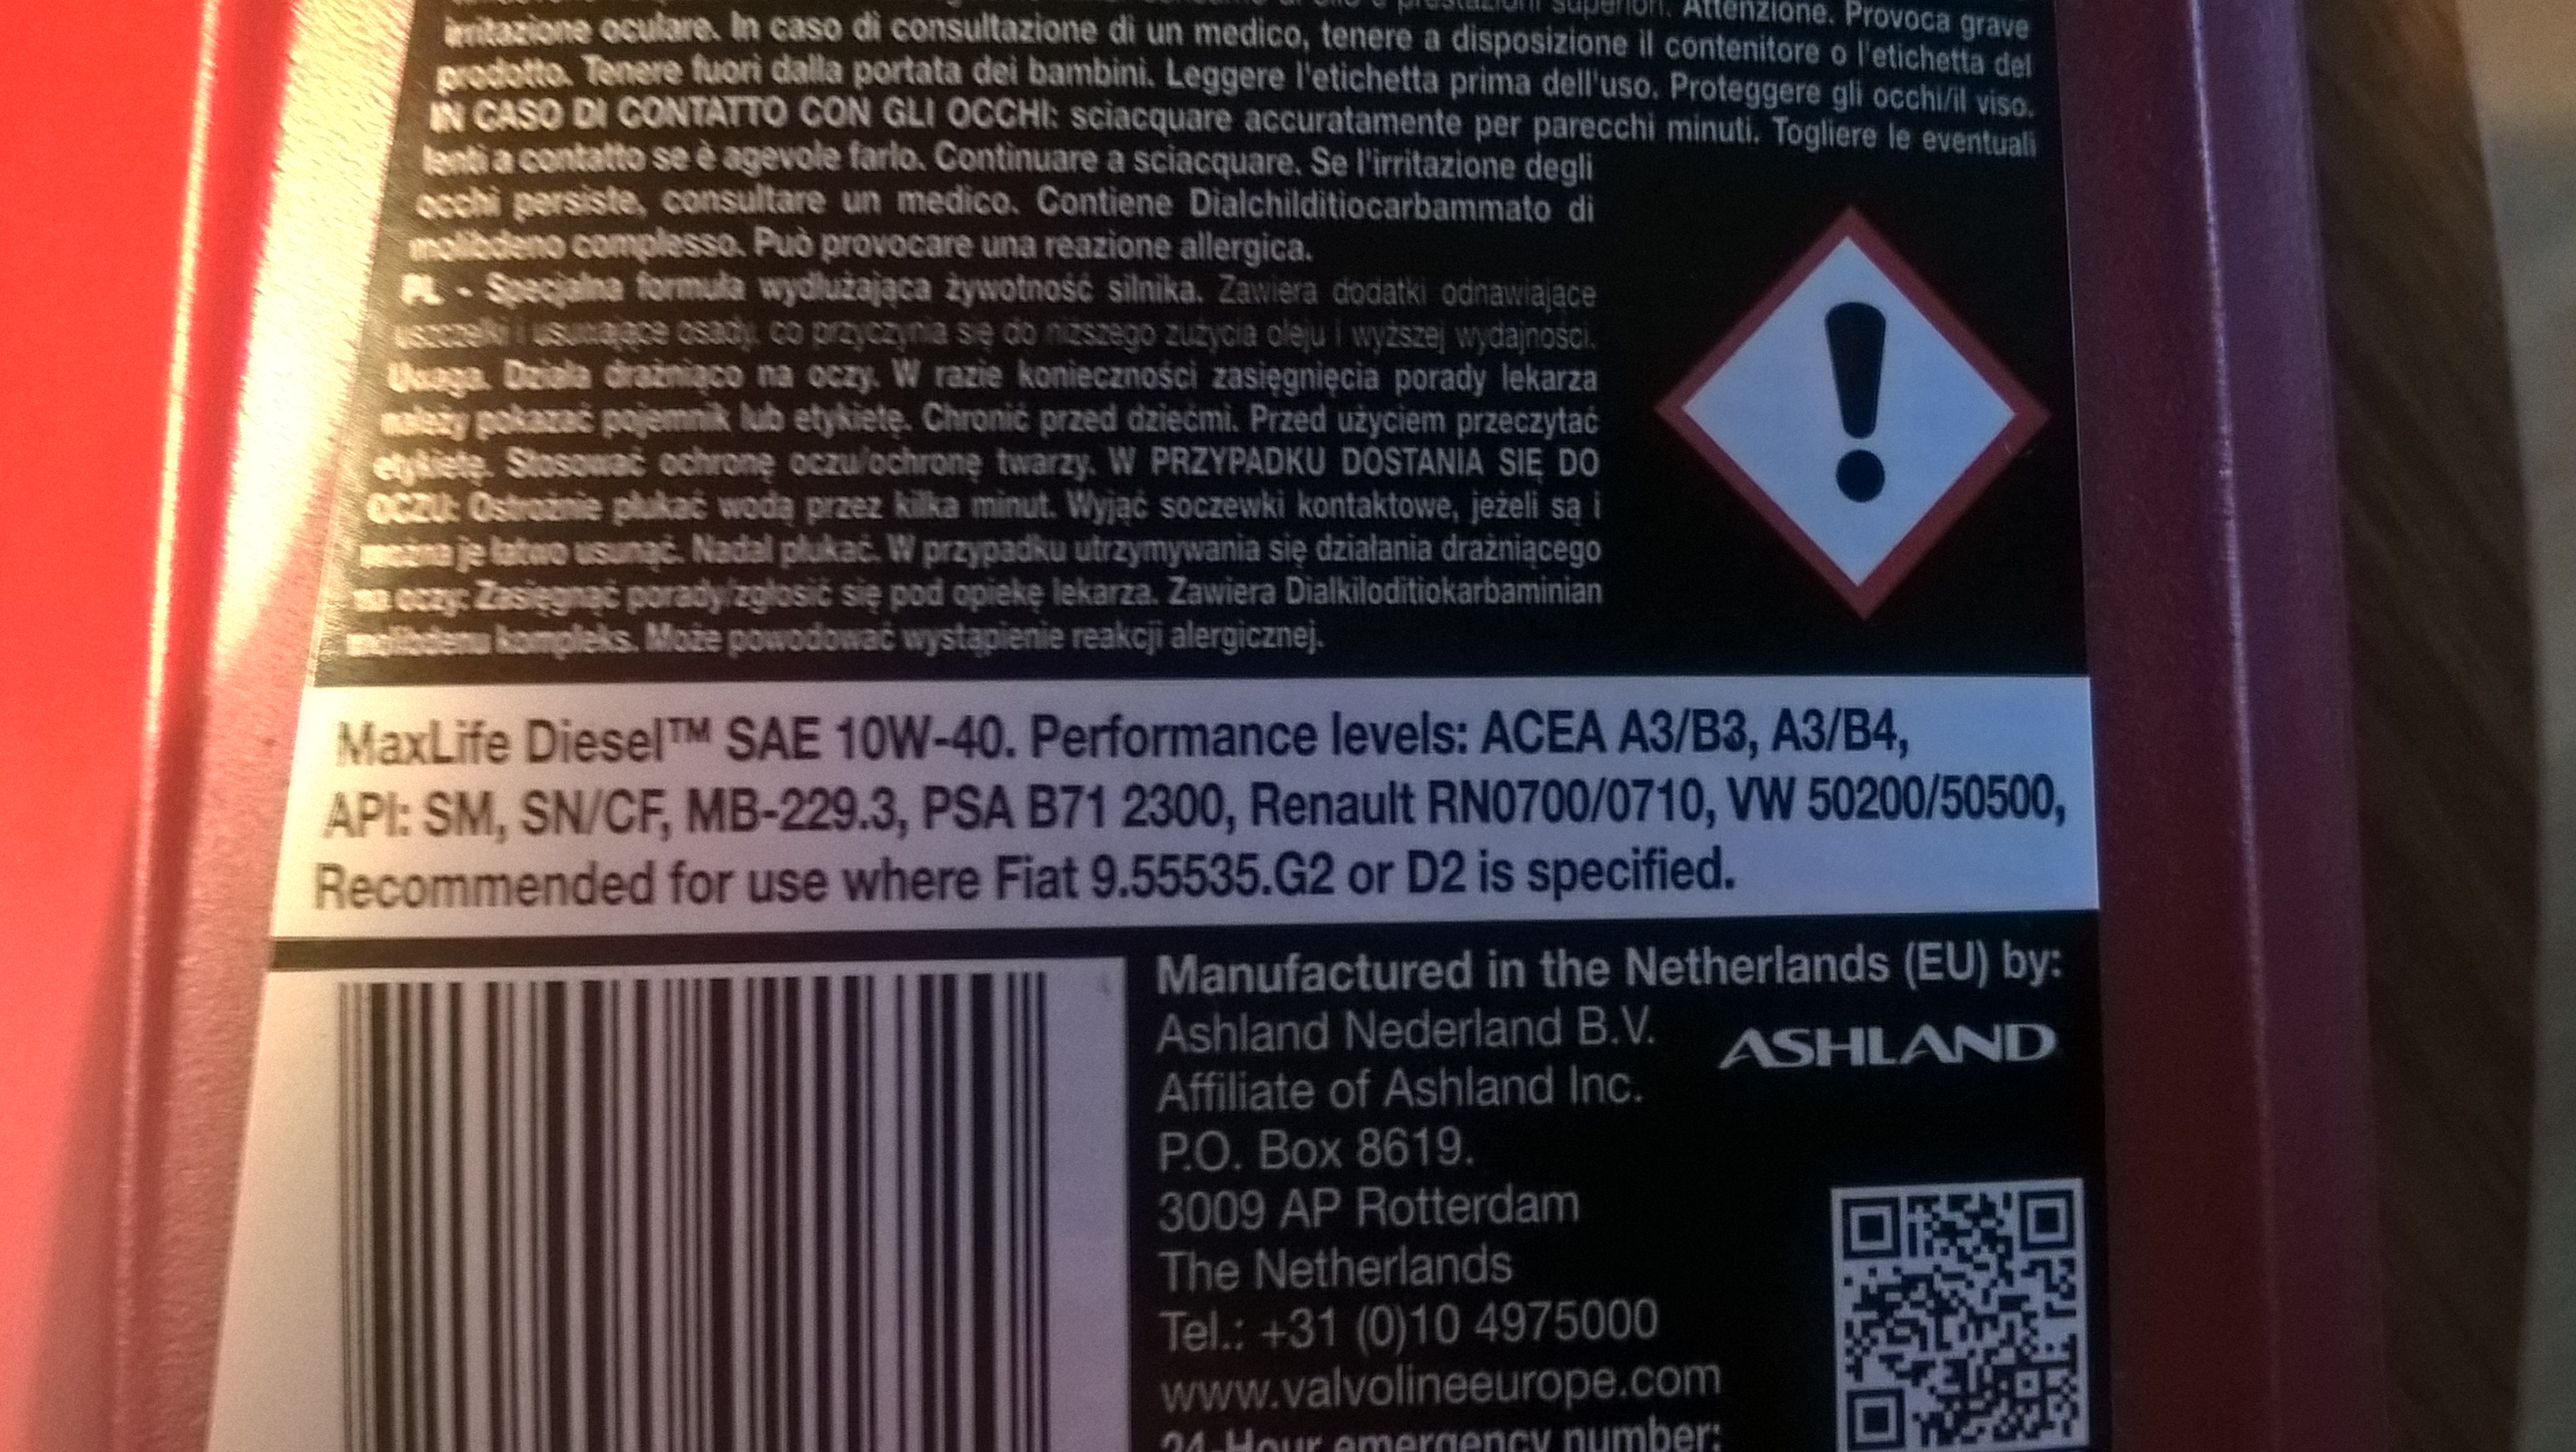 prestazioni superiori. Attenzione. Provoca grave
irritazione oculare. In caso di consultazione di un medico, tenere a disposizione il contenitore o l'etichetta del
prodotto. Tenere fuori dalla portata dei bambini. Leggere l'etichetta prima dell'uso. Proteggere gli occhi/il viso.
IN CASO DI CONTATTO CON GLI OCCHI: sciacquare accuratamente per parecchi minuti. Togliere le eventuali
lenti a contatto se è agevole farlo. Continuare a sciacquare. Se l'irritazione degli
occhi persiste, consultare un medico. Contiene Dialchilditiocarbammato di
molibdeno complesso. Può provocare una reazione allergica.
PL - Specjalna formuła wydłużająca żywotność silnika. Zawiera dodatki odnawiające
uszczelki i usuwające osady, co przyczynia się do niższego zużycia oleju i wyższej wydajności.
Uwaga. Działa drażniąco na oczy. W razie konieczności zasięgnięcia porady lekarza
należy pokazać pojemnik lub etykietę. Chronić przed dziećmi. Przed użyciem przeczytać
etykietę. Stosować ochronę oczu/ochronę twarzy. W PRZYPADKU DOSTANIA SIĘ DO
OCZU: Ostrożnie płukać wodą przez kilka minut. Wyjąć soczewki kontaktowe, jeżeli są i
można je łatwo usunąć. Nadal płukać. W przypadku utrzymywania się działania drażniącego
na oczy: Zasięgnąć porady/zgłosić się pod opiekę lekarza. Zawiera Dialkiloditiokarbaminian
molibdenu kompleks. Może powodować wystąpienie reakcji alergicznej.
MaxLife Diesel™ SAE 10W-40. Performance levels: ACEA A3/B3, A3/B4,
API: SM, SN/CF, MB-229.3, PSA B71 2300, Renault RN0700/0710, VW 50200/50500,
Recommended for use where Fiat 9.55535.G2 or D2 is specified.
Manufactured in the Netherlands (EU) by:
Ashland Nederland B.V.
ASHLAND
Affiliate of Ashland Inc.
P.O. Box 8619.
3009 AP Rotterdam
The Netherlands
Tel.: +31 (0)10 4975000
www.valvolineeurope.com
24-Hour emergency number: